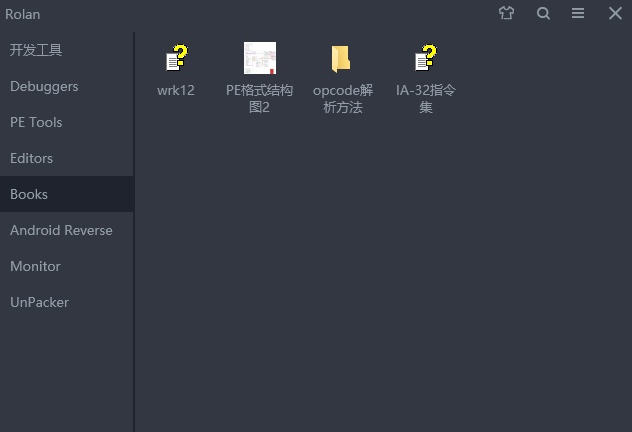 Rolan
开发工具
Debuggers
PE Tools
Editors
Books
Android Reverse
Monitor
UnPacker
wrk12
PE格式结构
图2
opcode解
析方法
IA-32指令
集